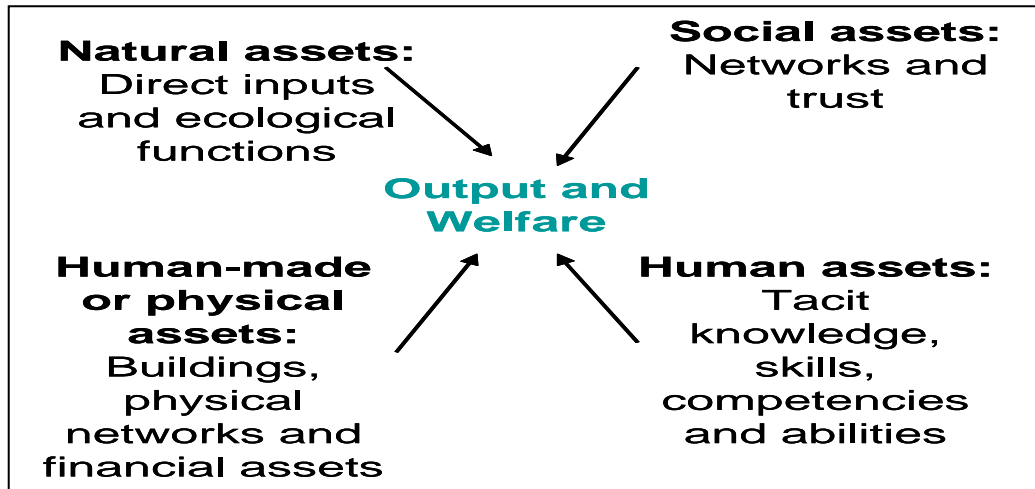 Natural assets:
Direct inputs
and ecological
functions
Social assets:
Networks and
trust
Output and
Welfare
Human-made
or physical
assets:
Buildings,
physical
networks and
financial assets
Human assets:
Tacit
knowledge,
skills,
competencies
and abilities